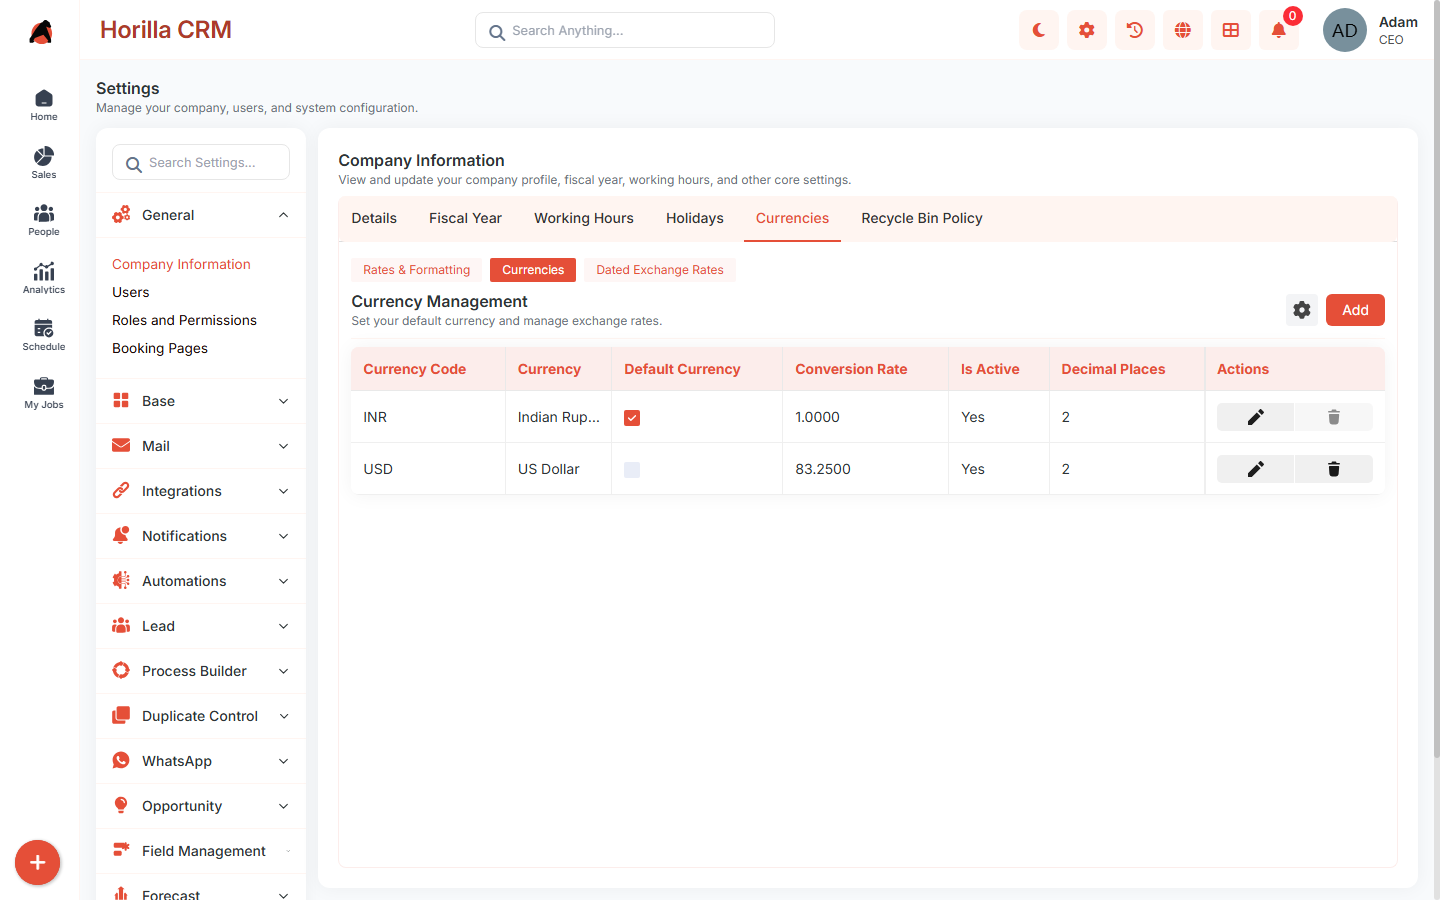 Horilla CRM
Search Anything...
0
AD
Adam
CEO
Home
Sales
People
Analytics
Schedule
My Jobs
Settings
Manage your company, users, and system configuration.
Search Settings...
General
Company Information
Users
Roles and Permissions
Booking Pages
Base
Mail
Integrations
Notifications
Automations
Lead
Process Builder
Duplicate Control
WhatsApp
Opportunity
Field Management
Forecast
Company Information
View and update your company profile, fiscal year, working hours, and other core settings.
Details Fiscal Year Working Hours Holidays Currencies Recycle Bin Policy
Rates & Formatting Currencies Dated Exchange Rates
Currency Management
Set your default currency and manage exchange rates.
Add
Currency Code Currency Default Currency Conversion Rate Is Active Decimal Places Actions
INR Indian Rup... 1.0000 Yes 2
USD US Dollar 83.2500 Yes 2